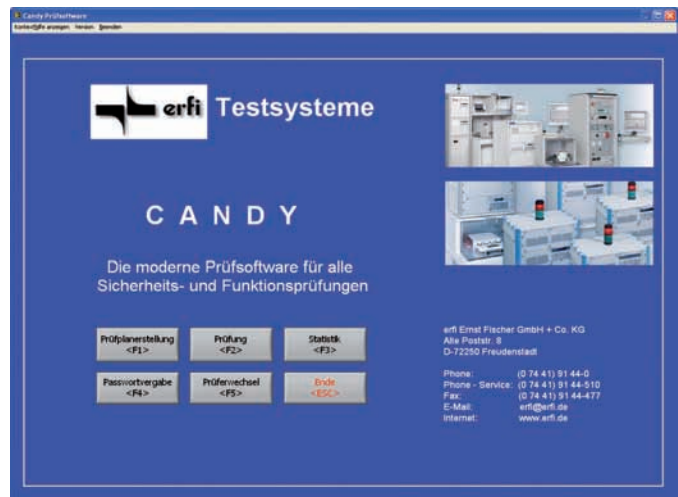 Candy Prüfsoftware
Kontexthilfe anzeigen Version Beenden
erfi Testsysteme
CANDY
Die moderne Prüfsoftware für alle
Sicherheits- und Funktionsprüfungen
Prüfplanerstellung Prüfung Statistik
<F1> <F2> <F3>
Passwortvergabe Prüferwechsel Ende
<F4> <F5> <ESC>
erfi Ernst Fischer GmbH + Co. KG
Alte Poststr. 8
D-72250 Freudenstadt
Phone: (0 74 41) 91 44-0
Phone - Service: (0 74 41) 91 44-510
Fax: (0 74 41) 91 44-477
E-Mail: erfi@erfi.de
Internet: www.erfi.de